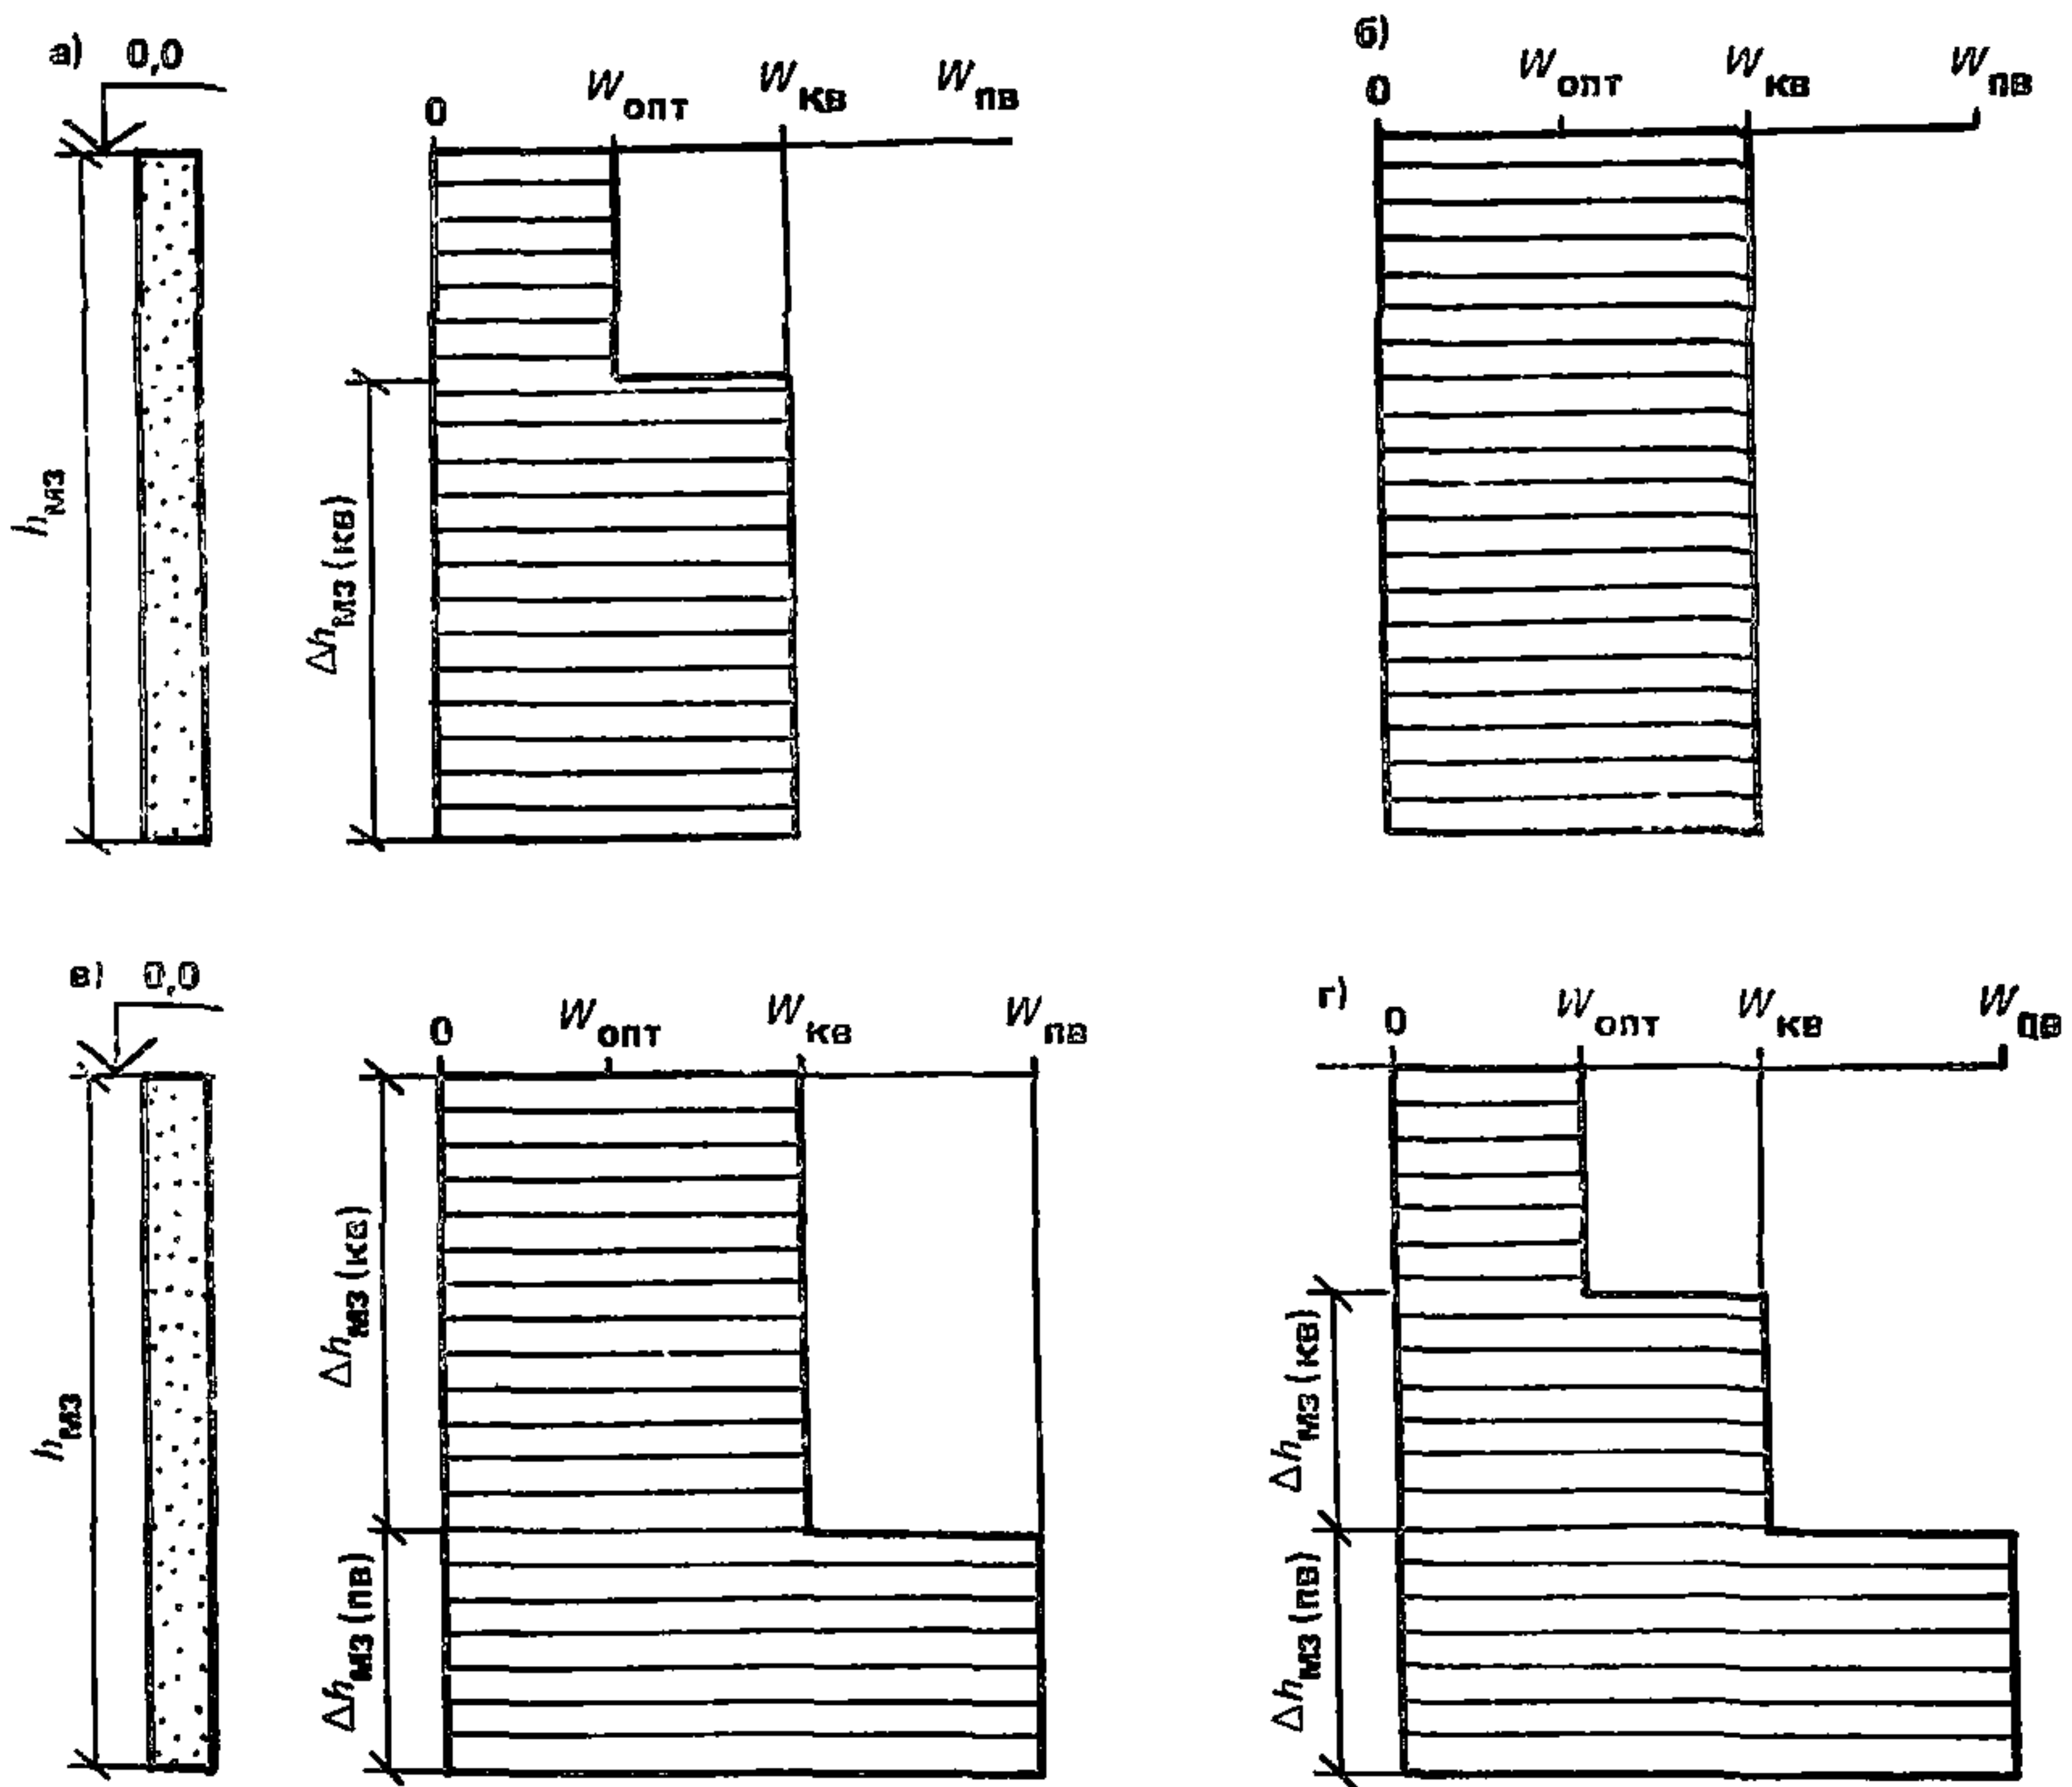 а) 0,0
0 Wопт Wкв Wпв
hмз
Δhмз (кв)
б)
0 Wопт Wкв Wпв
в) 0,0
0 Wопт Wкв Wпв
hмз
Δhмз (кв)
Δhмз (пв)
г)
0 Wопт Wкв Wпв
Δhмз (кв)
Δhмз (пв)